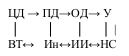 ЦД → ПД→ОД → У
| | | | |
ВТ↔ Ин↔ИИ↔НС